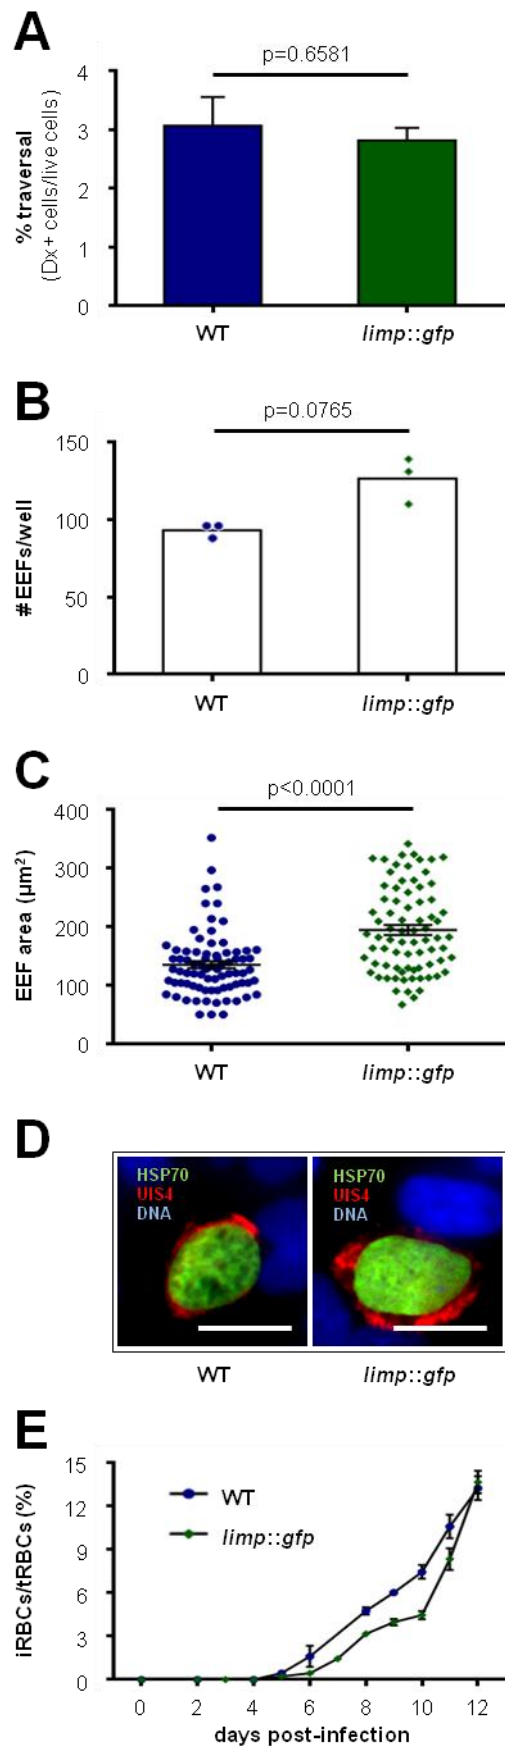 A
p=0.6581
% traversal
(Dx+ cells/live cells)
4
3
2
1
0
WT
limp::gfp
B
p=0.0765
#EEFs/well
150
100
50
0
WT
limp::gfp
C
p<0.0001
EEF area (µm²)
400
300
200
100
0
WT
limp::gfp
D
HSP70
UIS4
DNA
HSP70
UIS4
DNA
WT
limp::gfp
E
iRBCs/tRBCs (%)
15
12
9
6
3
0
WT
limp::gfp
0 2 4 6 8 10 12
days post-infection